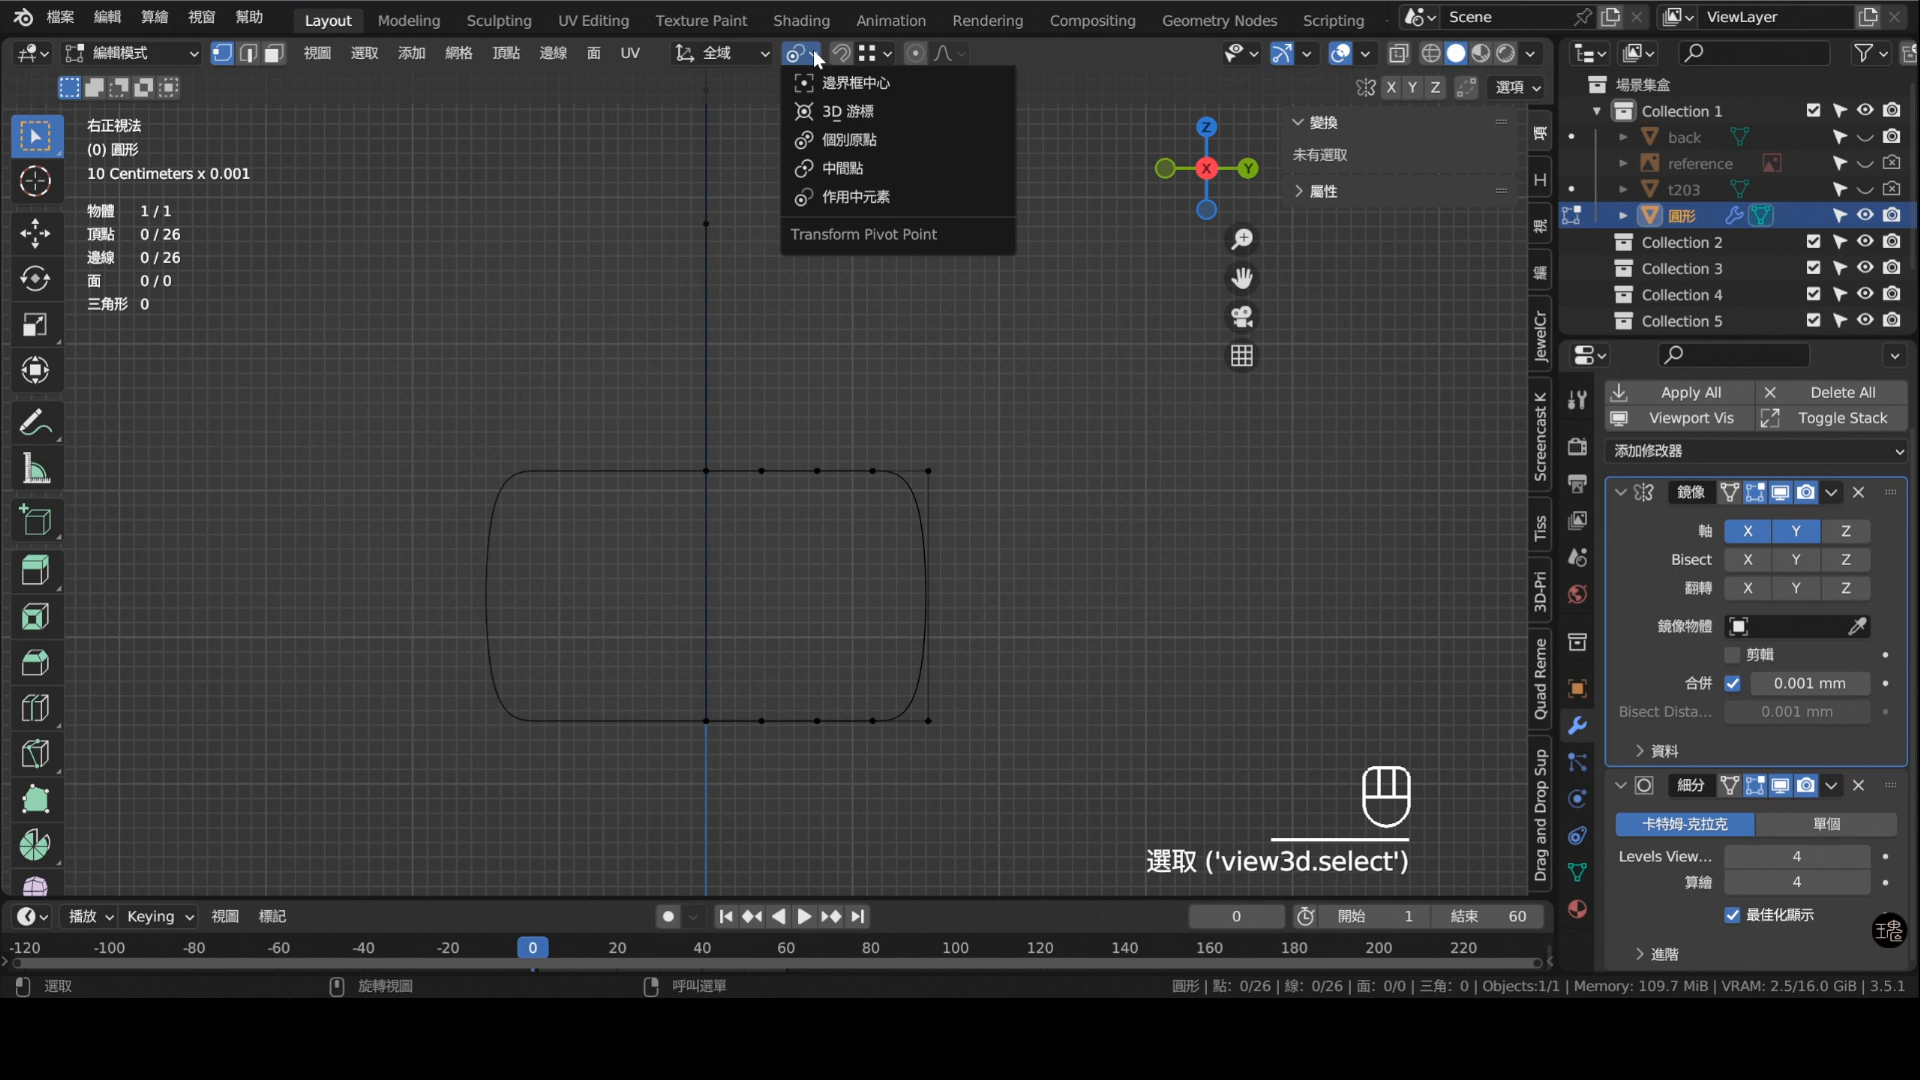 檔案 編輯 算繪 視窗 幫助 Layout Modeling Sculpting UV Editing Texture Paint Shading Animation Rendering Compositing Geometry Nodes Scripting Scene ViewLayer
編輯模式 視圖 選取 添加 網格 頂點 邊線 面 UV 全域
X Y Z 選項
邊界框中心
3D 游標
個別原點
中間點
作用中元素
Transform Pivot Point
右正視法
(0) 圓形
10 Centimeters x 0.001
物體 1 / 1
頂點 0 / 26
邊線 0 / 26
面 0 / 0
三角形 0
Z
X Y
變換
未有選取
屬性
項
工
視
編
JewelCr
Screencast K
Tiss
3D-Pri
Quad Reme
Drag and Drop Sup
選取 ('view3d.select')
場景集盒
Collection 1
back
reference
t203
圓形
Collection 2
Collection 3
Collection 4
Collection 5
Apply All Delete All
Viewport Vis Toggle Stack
添加修改器
鏡像
軸 X Y Z
Bisect X Y Z
翻轉 X Y Z
鏡像物體
剪輯
合併 0.001 mm
Bisect Dista... 0.001 mm
資料
細分
卡特姆-克拉克 單個
Levels View... 4
算繪 4
最佳化顯示
進階
播放 Keying 視圖 標記 0 開始 1 結束 60
-120 -100 -80 -60 -40 -20 0 20 40 60 80 100 120 140 160 180 200 220
選取 旋轉視圖 呼叫選單 圓形 | 點: 0/26 | 線: 0/26 | 面: 0/0 | 三角: 0 | Objects:1/1 | Memory: 109.7 MiB | VRAM: 2.5/16.0 GiB | 3.5.1